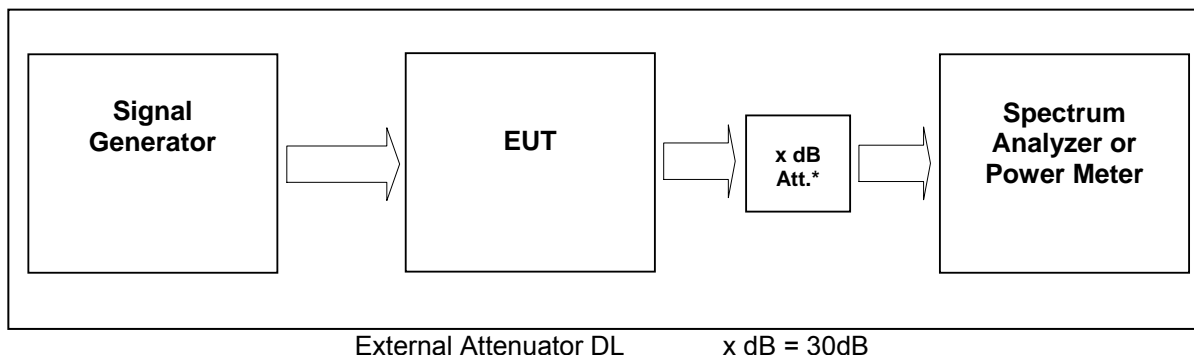 Signal
Generator
EUT
x dB
Att.*
Spectrum
Analyzer or
Power Meter
External Attenuator DL x dB = 30dB